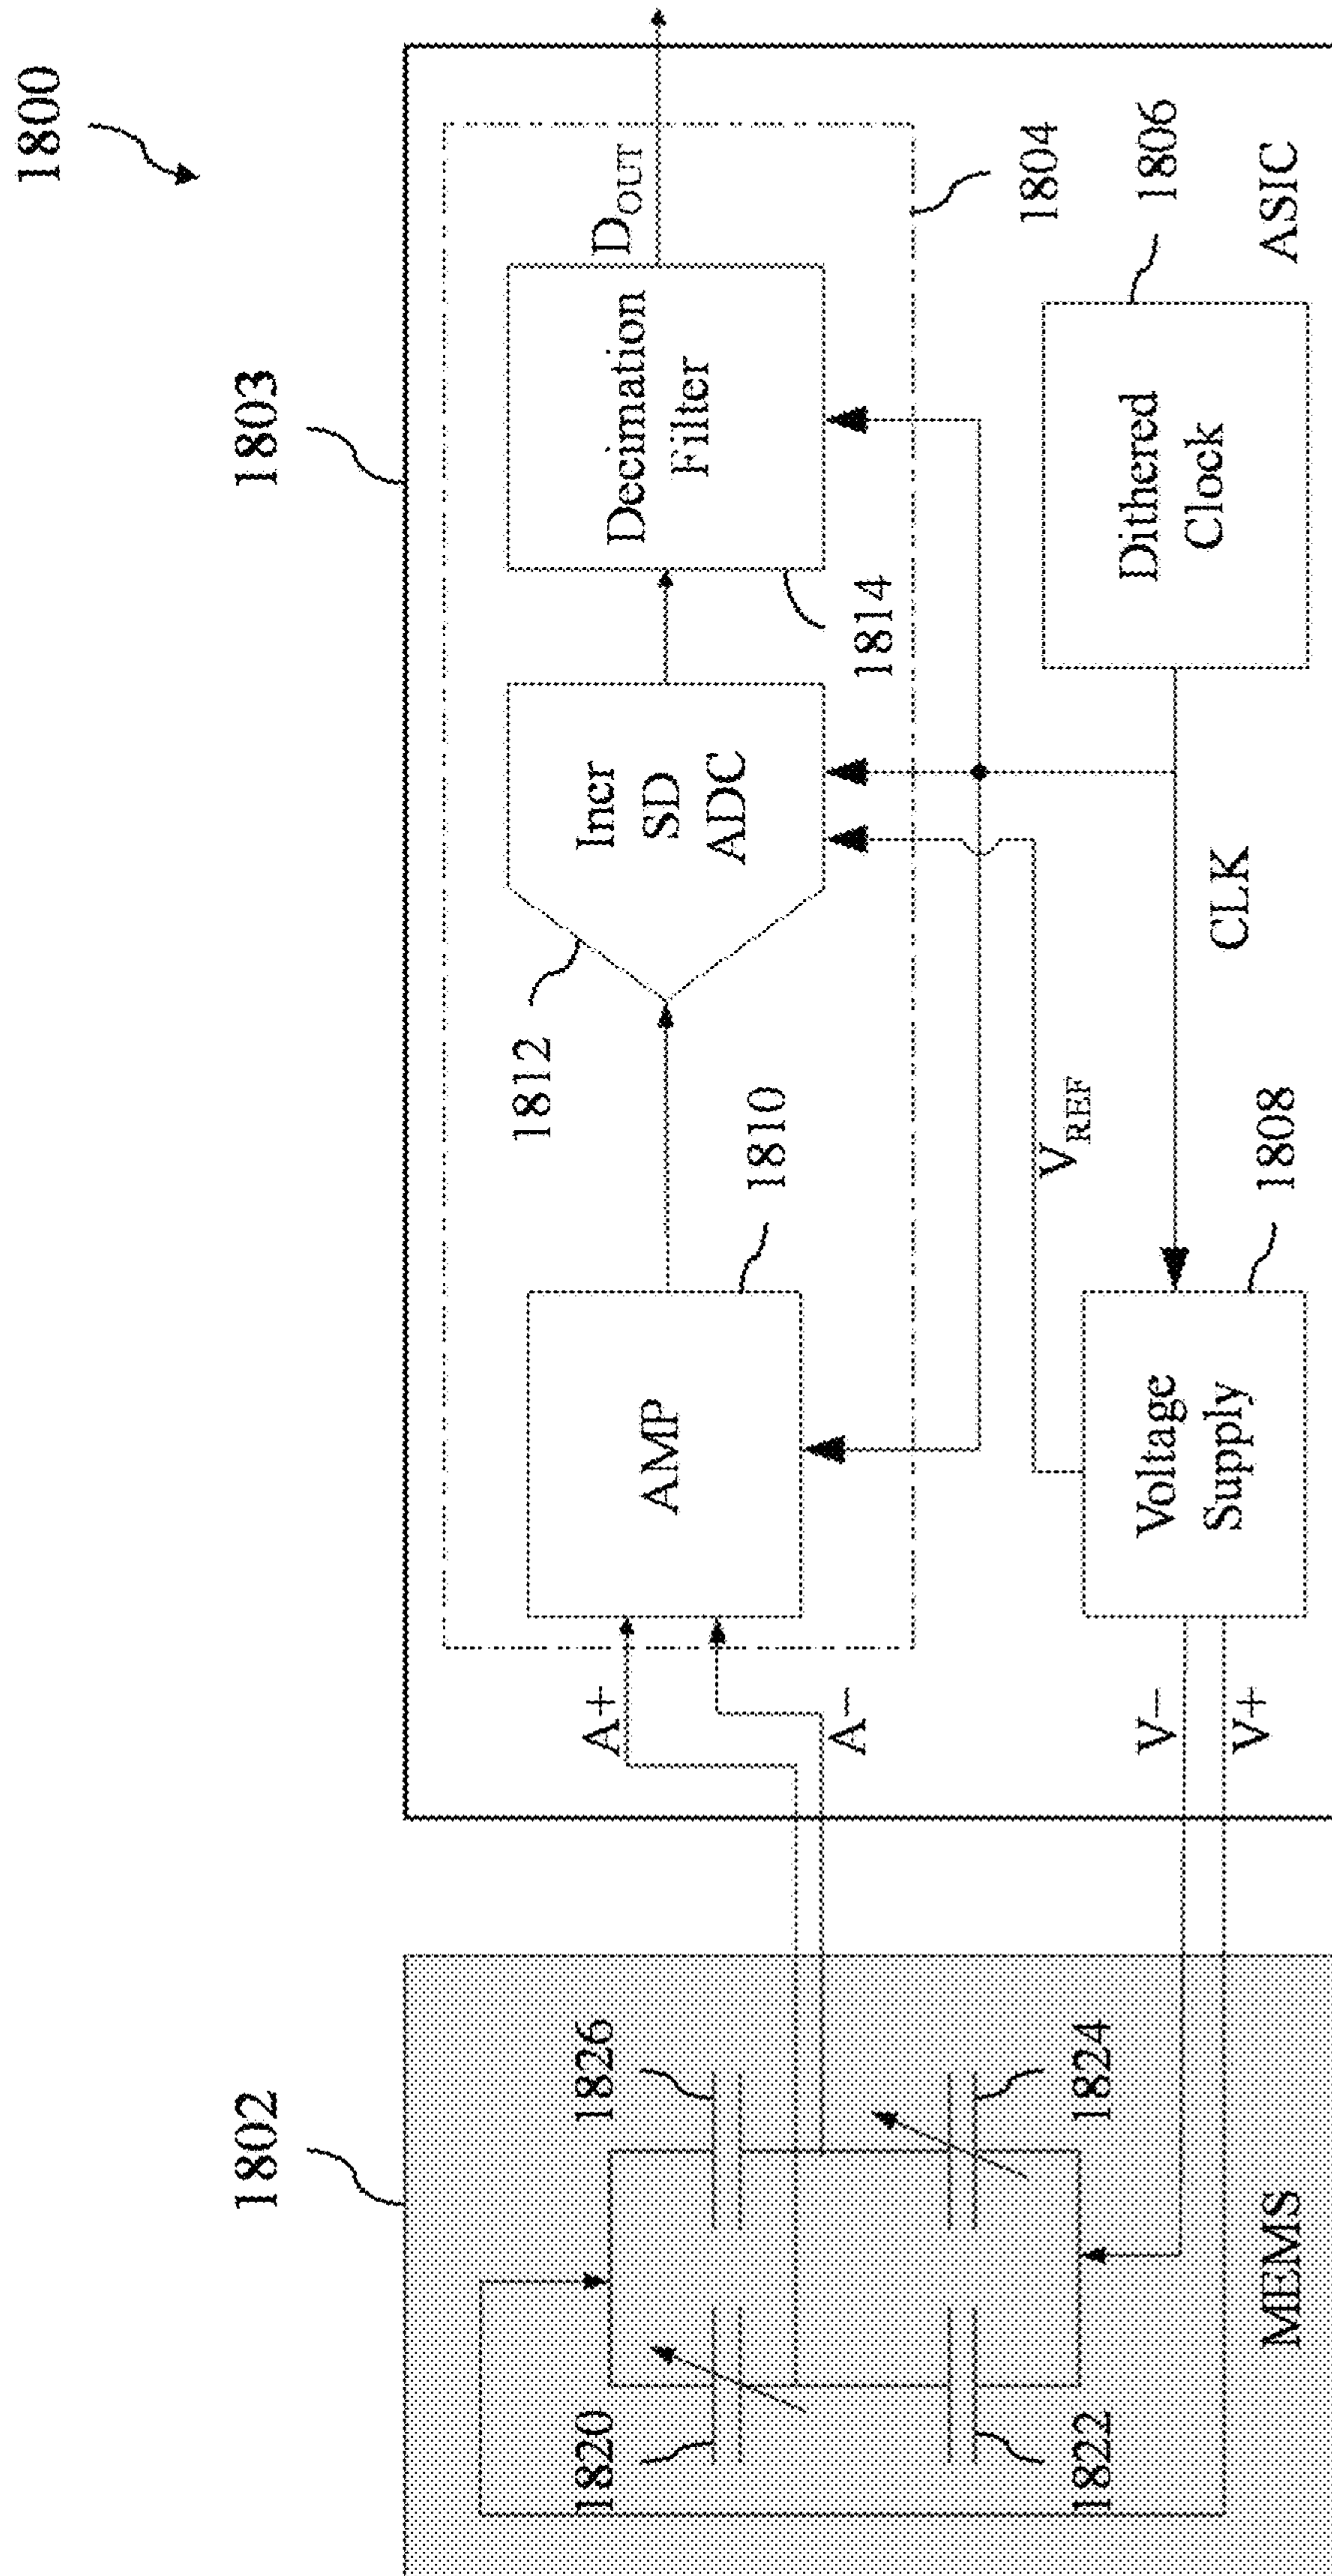 1800
1802
1803
1820
1826
1822
1824
MEMS
A+
A−
V−
V+
AMP
1810
1812
Incr
SD
ADC
Decimation
Filter
1814
DOUT
1804
VREF
Voltage
Supply
1808
CLK
Dithered
Clock
1806
ASIC